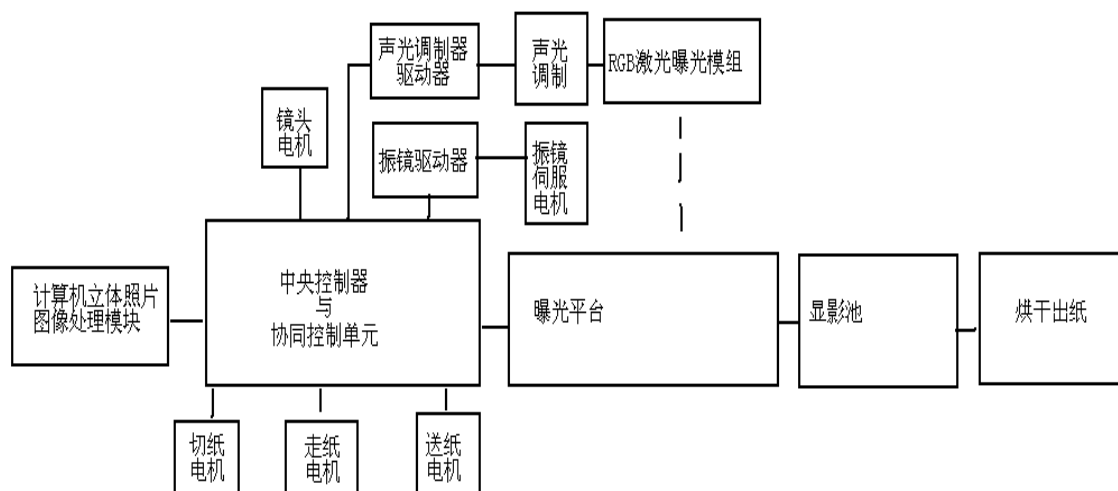 声光调制器
驱动器
声光
调制
RGB激光曝光模组
镜头
电机
振镜驱动器
振镜
伺服
电机
计算机立体照片
图像处理模块
中央控制器
与
协同控制单元
曝光平台
显影池
烘干出纸
切纸
电机
走纸
电机
送纸
电机